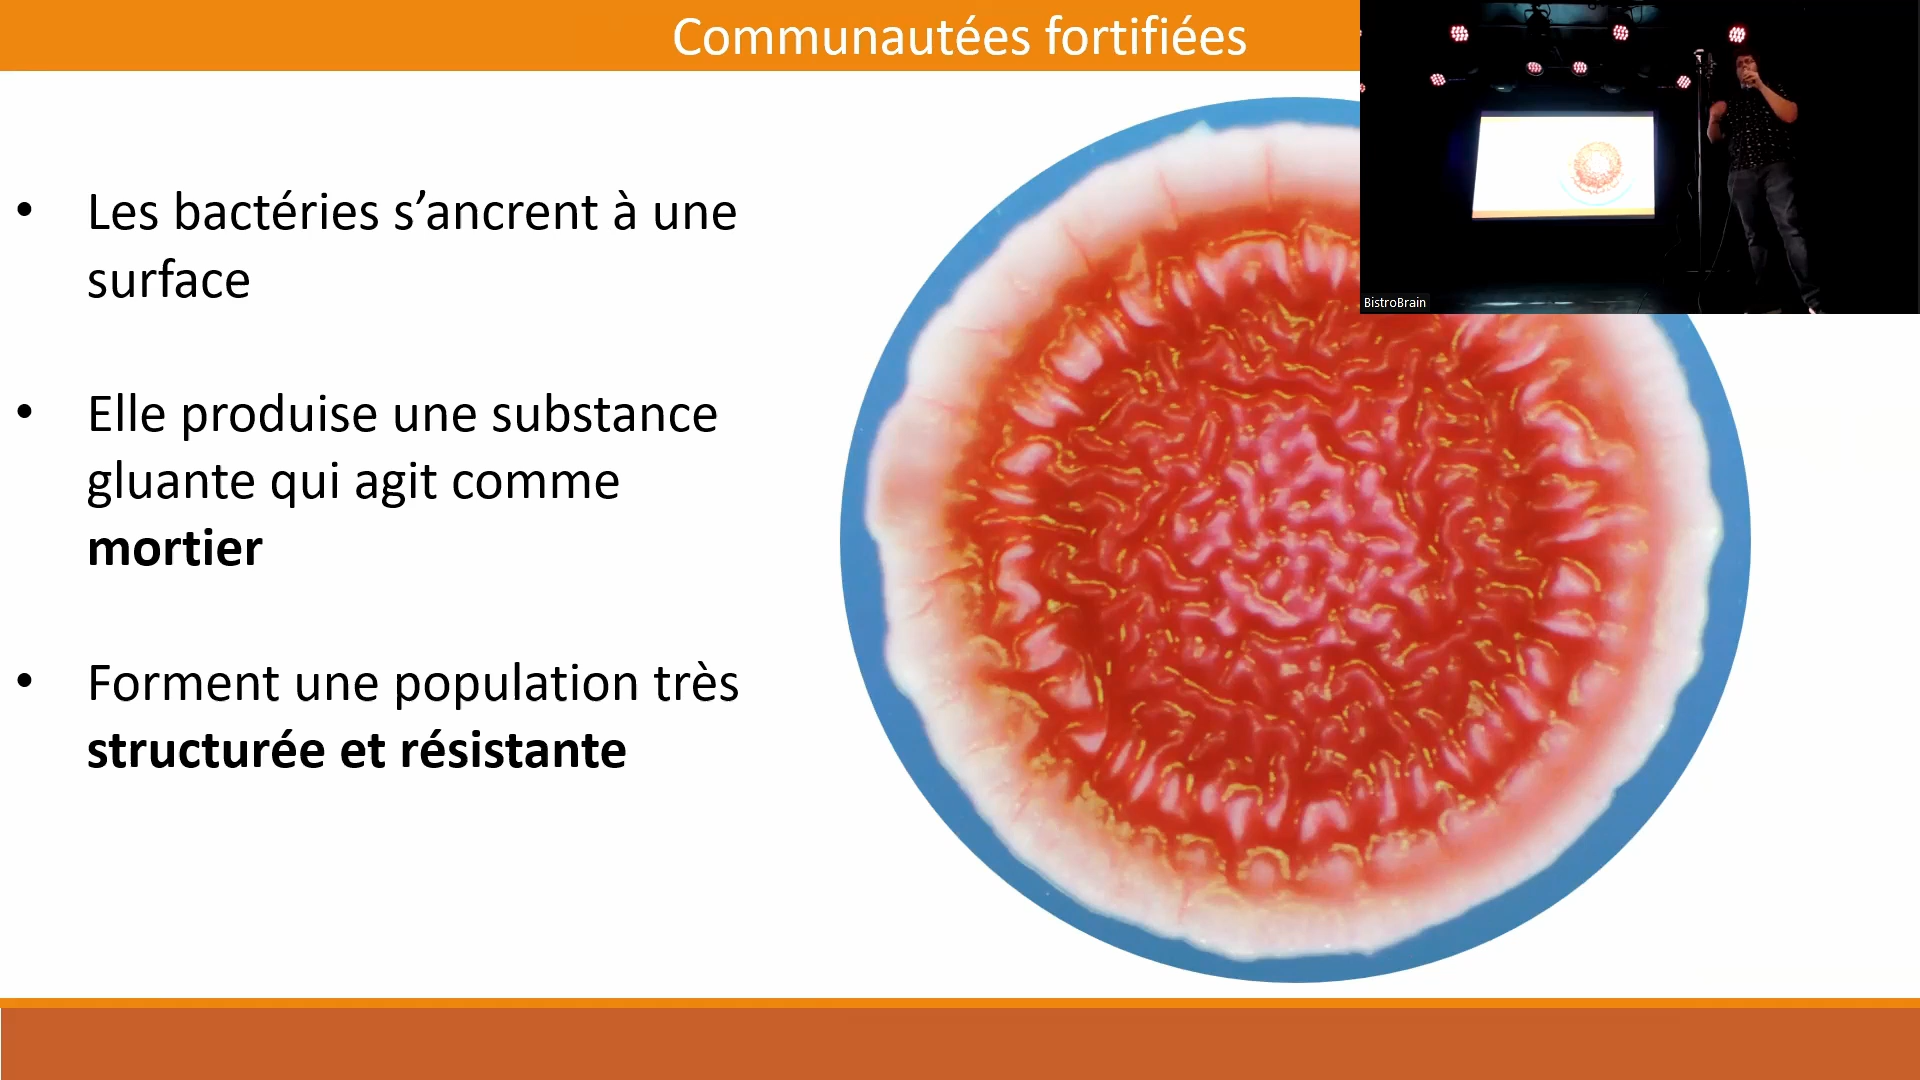 Communautées fortifiées
• Les bactéries s’ancrent à une
surface
• Elle produise une substance
gluante qui agit comme
mortier
• Forment une population très
structurée et résistante
BistroBrain